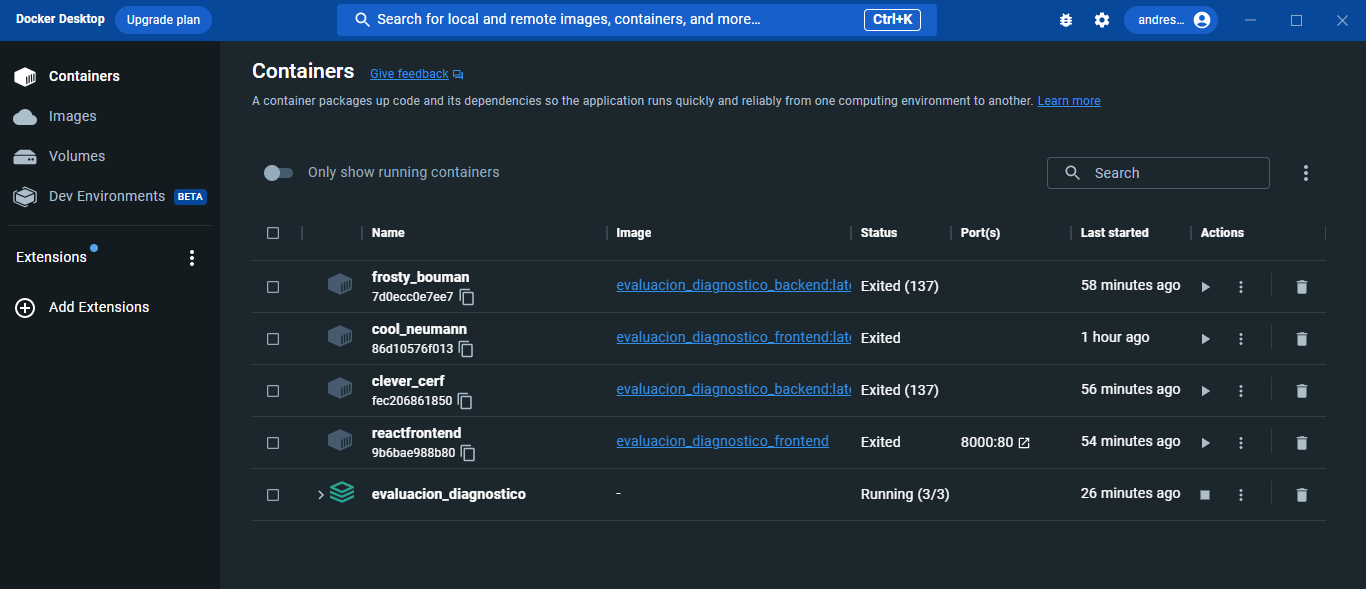 Docker Desktop Upgrade plan Search for local and remote images, containers, and more... Ctrl+K andres...
Containers
Images
Volumes
Dev Environments BETA
Extensions
Add Extensions
Containers Give feedback
A container packages up code and its dependencies so the application runs quickly and reliably from one computing environment to another. Learn more
Only show running containers Search
Name Image Status Port(s) Last started Actions
frosty_bouman evaluacion_diagnostico_backend:late Exited (137) 58 minutes ago
7d0ecc0e7ee7
cool_neumann evaluacion_diagnostico_frontend:late Exited 1 hour ago
86d10576f013
clever_cerf evaluacion_diagnostico_backend:late Exited (137) 56 minutes ago
fec206861850
reactfrontend evaluacion_diagnostico_frontend Exited 8000:80 54 minutes ago
9b6bae988b80
evaluacion_diagnostico - Running (3/3) 26 minutes ago